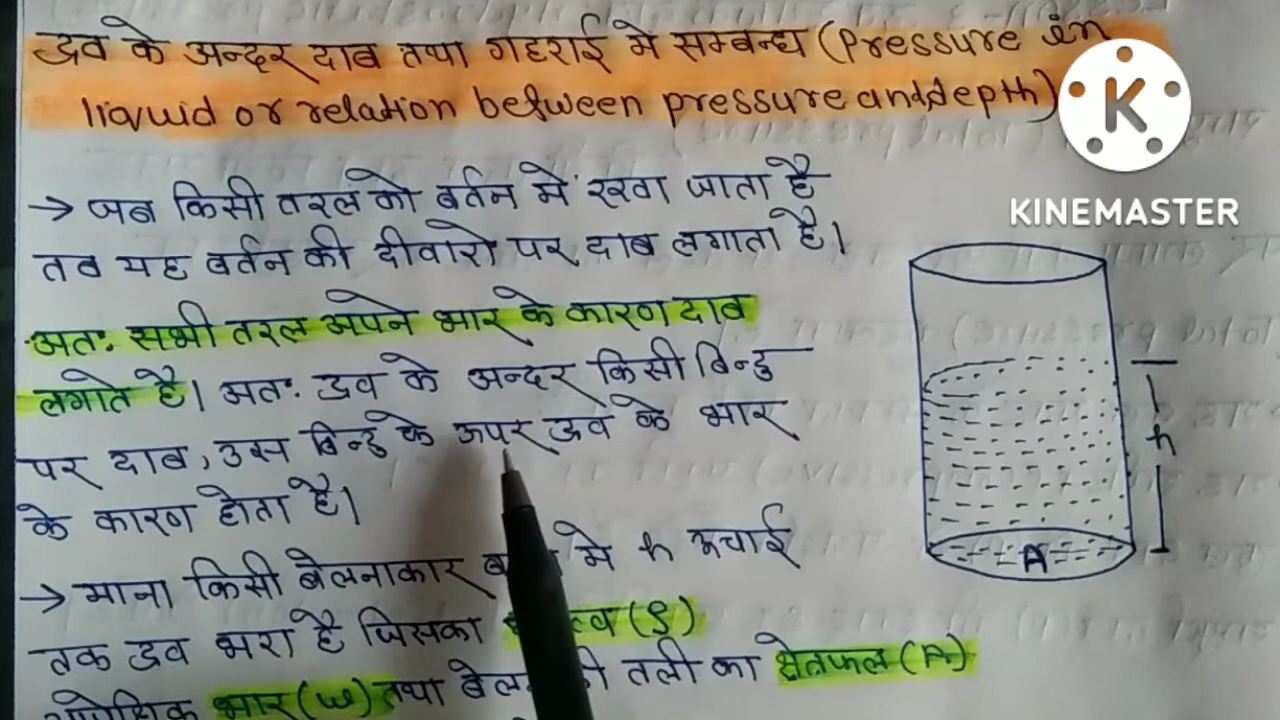 द्रव के अन्दर दाब तथा गहराई मे सम्बन्ध (Pressure in
liquid or relation between pressure and depth)
K
KINEMASTER
→ जब किसी तरल को बर्तन में रखा जाता है
तब यह बर्तन की दीवारो पर दाब लगाता है।
अतः सभी तरल अपने भार के कारण दाब
लगाते है। अतः द्रव के अन्दर किसी बिन्दु
पर दाब, उस बिन्दु के ऊपर द्रव के भार
के कारण होता है।
→ माना किसी बेलनाकार मे h ऊचाई
तक द्रव भरा है जिसका (ρ)
भार (w) तथा तली का क्षेत्रफल (A)
h
A